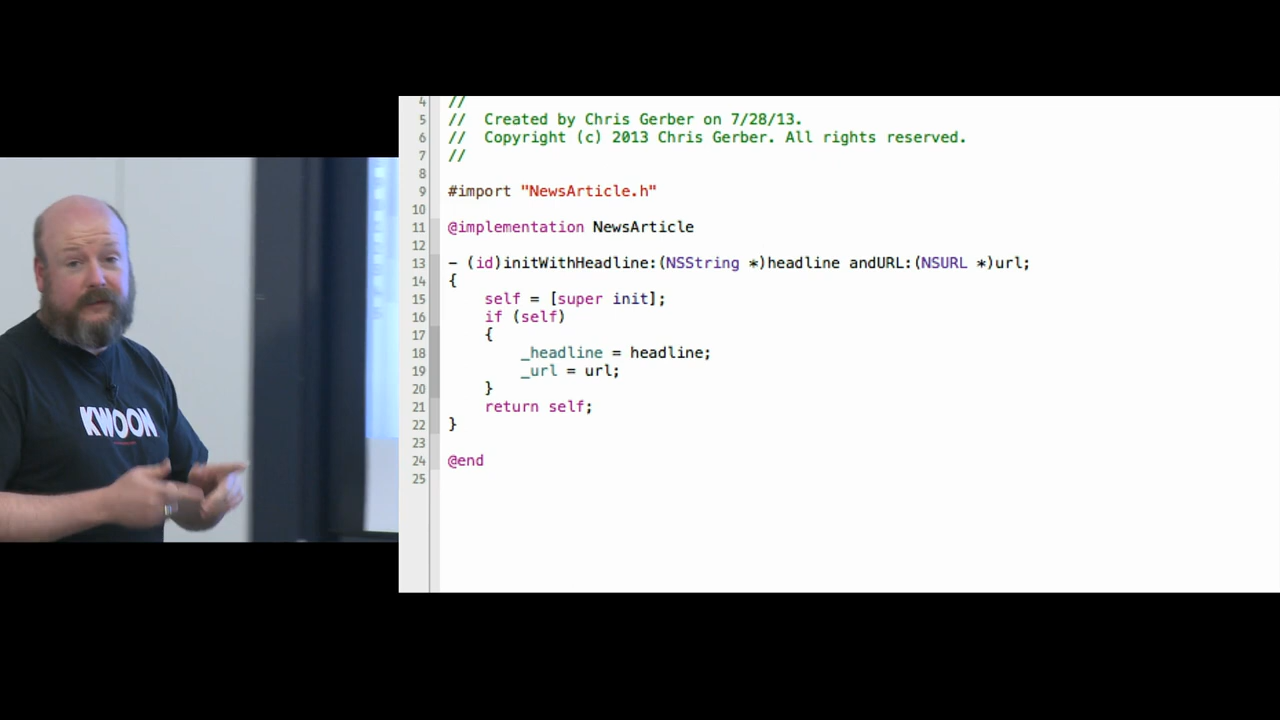 KWOON
4 //
5 // Created by Chris Gerber on 7/28/13.
6 // Copyright (c) 2013 Chris Gerber. All rights reserved.
7 //
8
9 #import "NewsArticle.h"
10
11 @implementation NewsArticle
12
13 - (id)initWithHeadline:(NSString *)headline andURL:(NSURL *)url;
14 {
15 self = [super init];
16 if (self)
17 {
18 _headline = headline;
19 _url = url;
20 }
21 return self;
22 }
23
24 @end
25